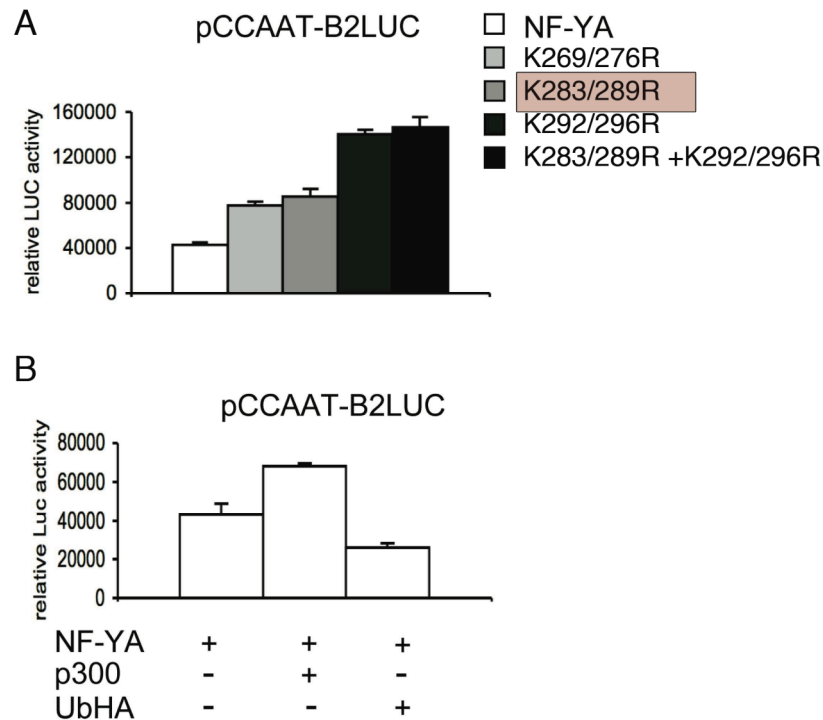 A
pCCAAT-B2LUC
NF-YA
K269/276R
K283/289R
K292/296R
K283/289R +K292/296R
relative LUC activity
160000
120000
80000
40000
0
B
pCCAAT-B2LUC
relative Luc activity
80000
60000
40000
20000
0
NF-YA + + +
p300 - + -
UbHA - - +